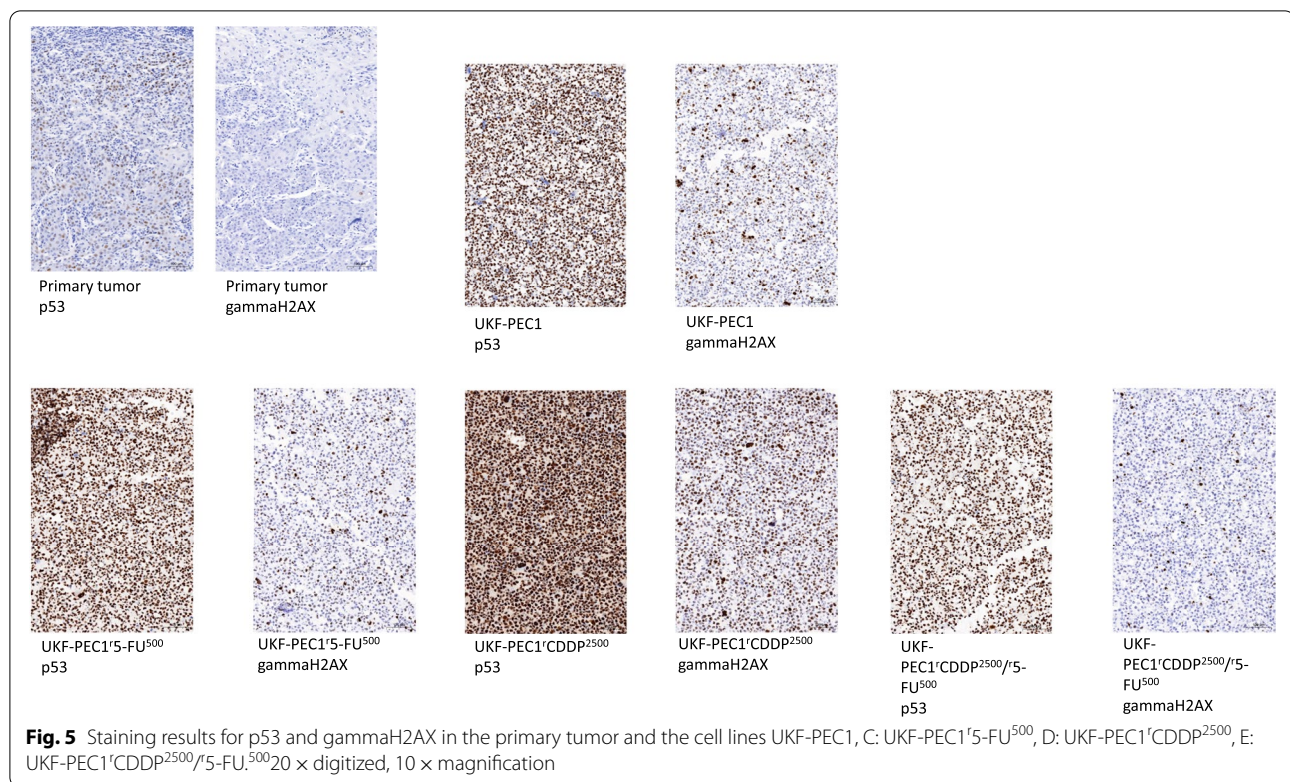 Primary tumor
p53
Primary tumor
gammaH2AX
UKF-PEC1
p53
UKF-PEC1
gammaH2AX
UKF-PEC1ʳ5-FU⁵⁰⁰
p53
UKF-PEC1ʳ5-FU⁵⁰⁰
gammaH2AX
UKF-PEC1ʳCDDP²⁵⁰⁰
p53
UKF-PEC1ʳCDDP²⁵⁰⁰
gammaH2AX
UKF-
PEC1ʳCDDP²⁵⁰⁰/ʳ5-
FU⁵⁰⁰
p53
UKF-
PEC1ʳCDDP²⁵⁰⁰/ʳ5-
FU⁵⁰⁰
gammaH2AX
Fig. 5 Staining results for p53 and gammaH2AX in the primary tumor and the cell lines UKF-PEC1, C: UKF-PEC1ʳ5-FU⁵⁰⁰, D: UKF-PEC1ʳCDDP²⁵⁰⁰, E:
UKF-PEC1ʳCDDP²⁵⁰⁰/ʳ5-FU.⁵⁰⁰20 × digitized, 10 × magnification